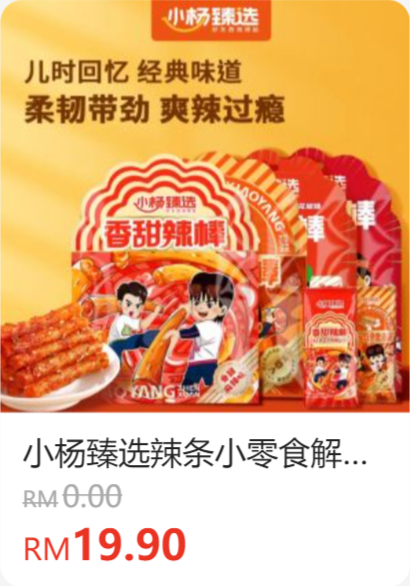 小杨臻选
儿时回忆 经典味道
柔韧带劲 爽辣过瘾
小杨臻选
香甜辣棒
小杨臻选辣条小零食解...
RM 0.00
RM19.90